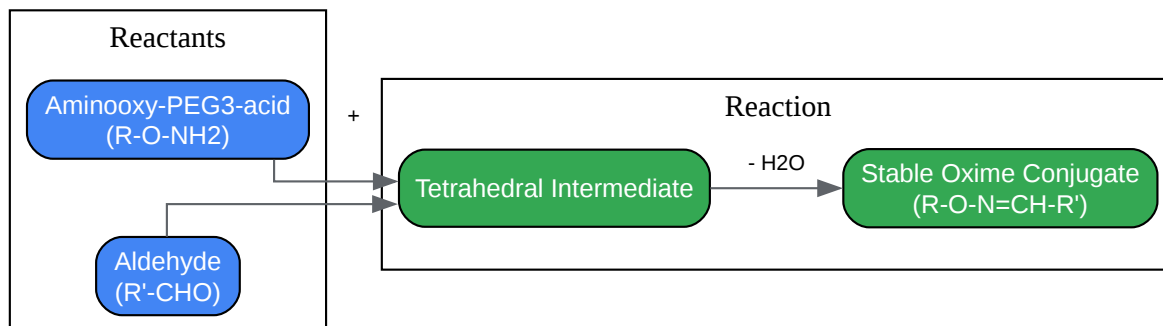 Reactants
Aminooxy-PEG3-acid
(R-O-NH2)
Aldehyde
(R'-CHO)
+
Reaction
Tetrahedral Intermediate
- H2O
Stable Oxime Conjugate
(R-O-N=CH-R')